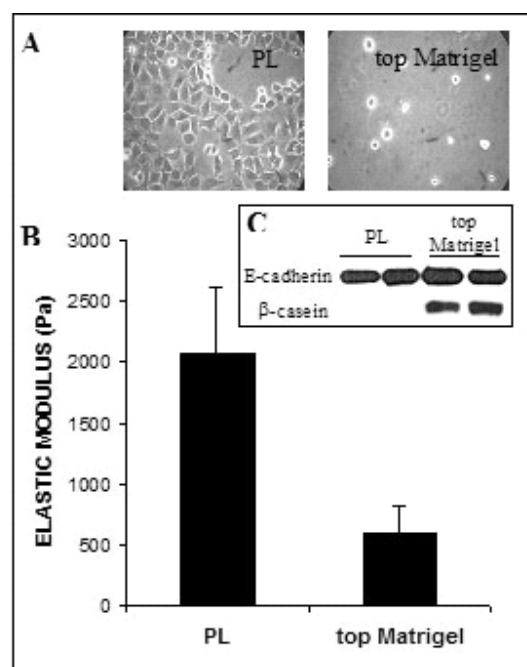 A
PL
top Matrigel
B
C
PL
top
Matrigel
E-cadherin
β-casein
ELASTIC MODULUS (Pa)
3000
2500
2000
1500
1000
500
0
PL
top Matrigel